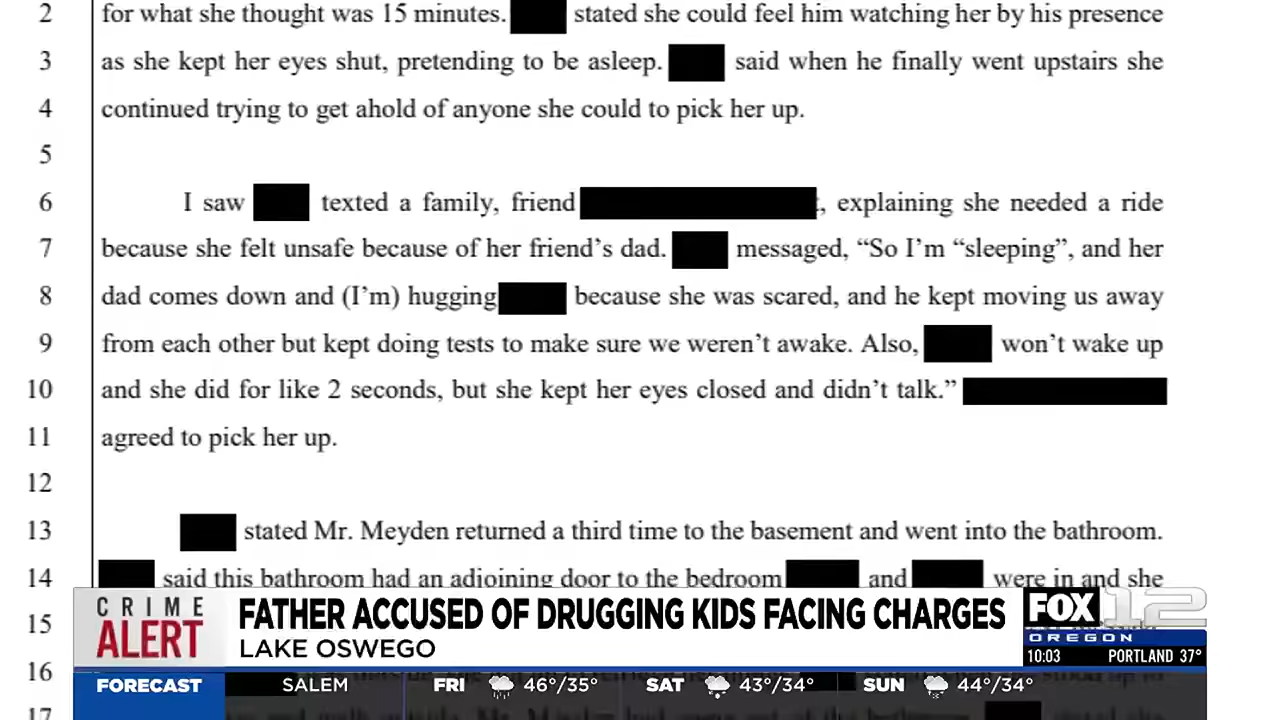 2 for what she thought was 15 minutes. stated she could feel him watching her by his presence
3 as she kept her eyes shut, pretending to be asleep. said when he finally went upstairs she
4 continued trying to get ahold of anyone she could to pick her up.
5
6 I saw texted a family, friend , explaining she needed a ride
7 because she felt unsafe because of her friend’s dad. messaged, “So I’m “sleeping”, and her
8 dad comes down and (I’m) hugging because she was scared, and he kept moving us away
9 from each other but kept doing tests to make sure we weren’t awake. Also, won’t wake up
10 and she did for like 2 seconds, but she kept her eyes closed and didn’t talk.”
11 agreed to pick her up.
12
13 stated Mr. Meyden returned a third time to the basement and went into the bathroom.
14 said this bathroom had an adjoining door to the bedroom and were in and she
15
16
17
CRIME
ALERT
FATHER ACCUSED OF DRUGGING KIDS FACING CHARGES
LAKE OSWEGO
FOX 12
OREGON
10:03 PORTLAND 37°
FORECAST SALEM FRI 46°/35° SAT 43°/34° SUN 44°/34°